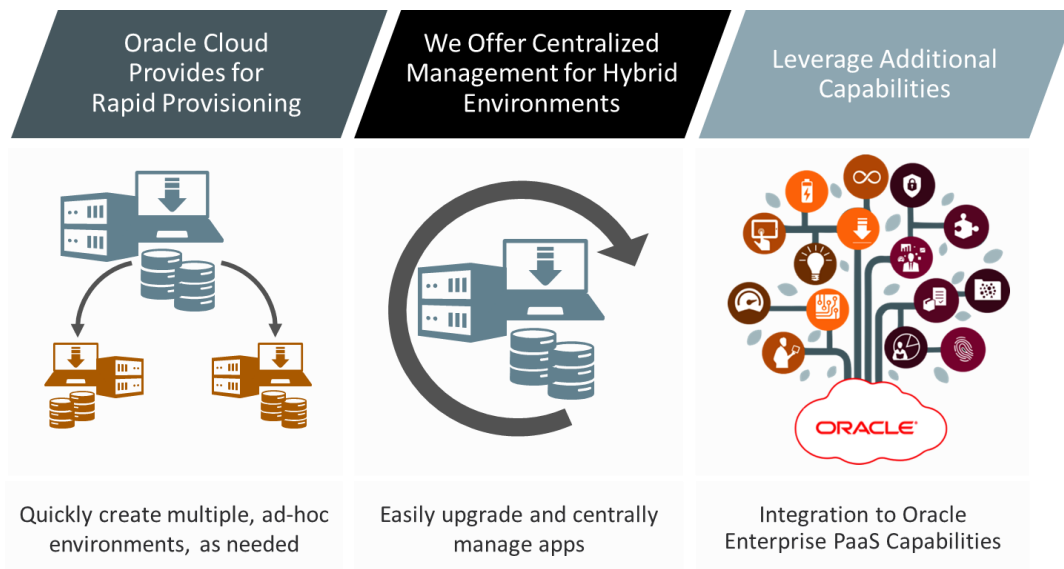 Oracle Cloud
Provides for
Rapid Provisioning
We Offer Centralized
Management for Hybrid
Environments
Leverage Additional
Capabilities
ORACLE®
Quickly create multiple, ad-hoc
environments, as needed
Easily upgrade and centrally
manage apps
Integration to Oracle
Enterprise PaaS Capabilities